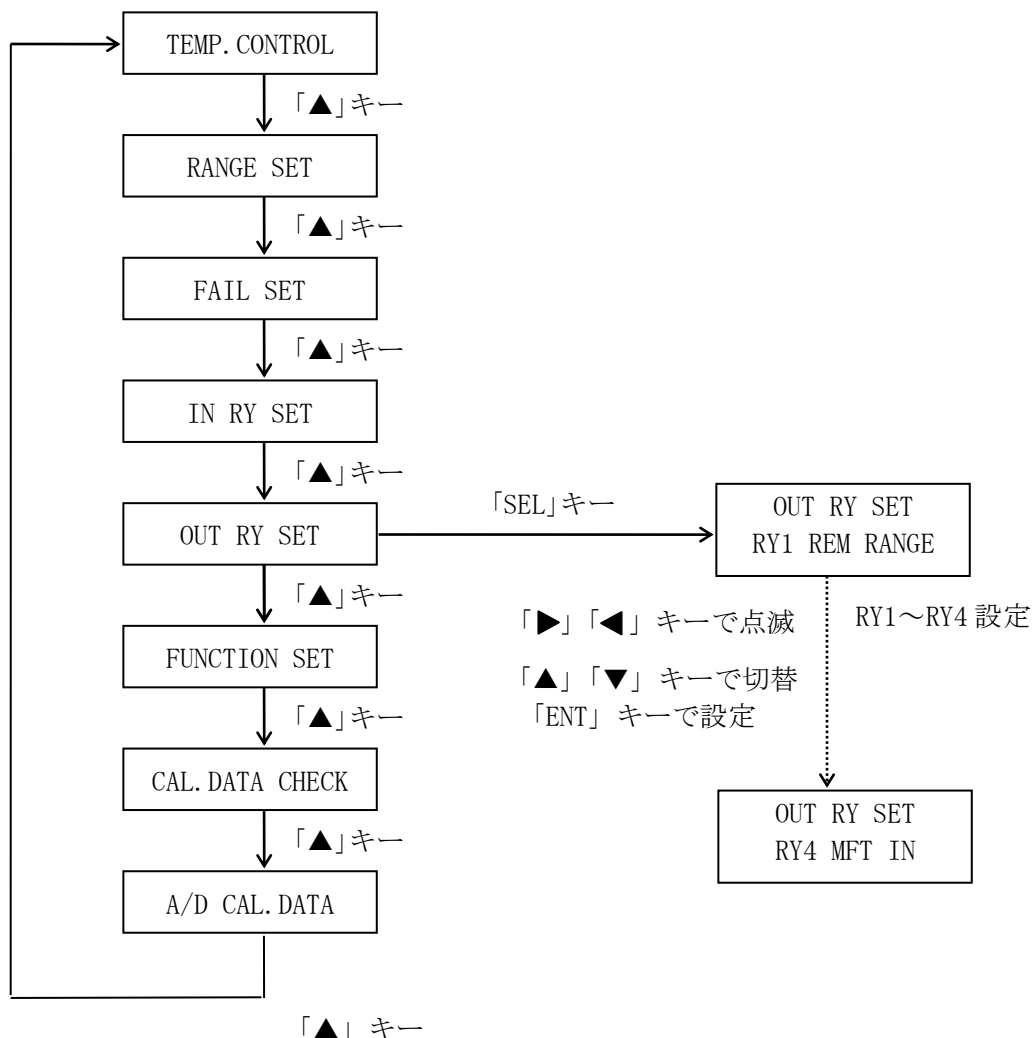 TEMP.CONTROL
「▲」キー
RANGE SET
「▲」キー
FAIL SET
「▲」キー
IN RY SET
「▲」キー
OUT RY SET
「SEL」キー
OUT RY SET
RY1 REM RANGE
「▲」キー
「▶」「◀」 キーで点滅
RY1～RY4 設定
FUNCTION SET
「▲」「▼」 キーで切替
「ENT」 キーで設定
「▲」キー
CAL.DATA CHECK
OUT RY SET
RY4 MFT IN
「▲」キー
A/D CAL.DATA
「▲」 キー